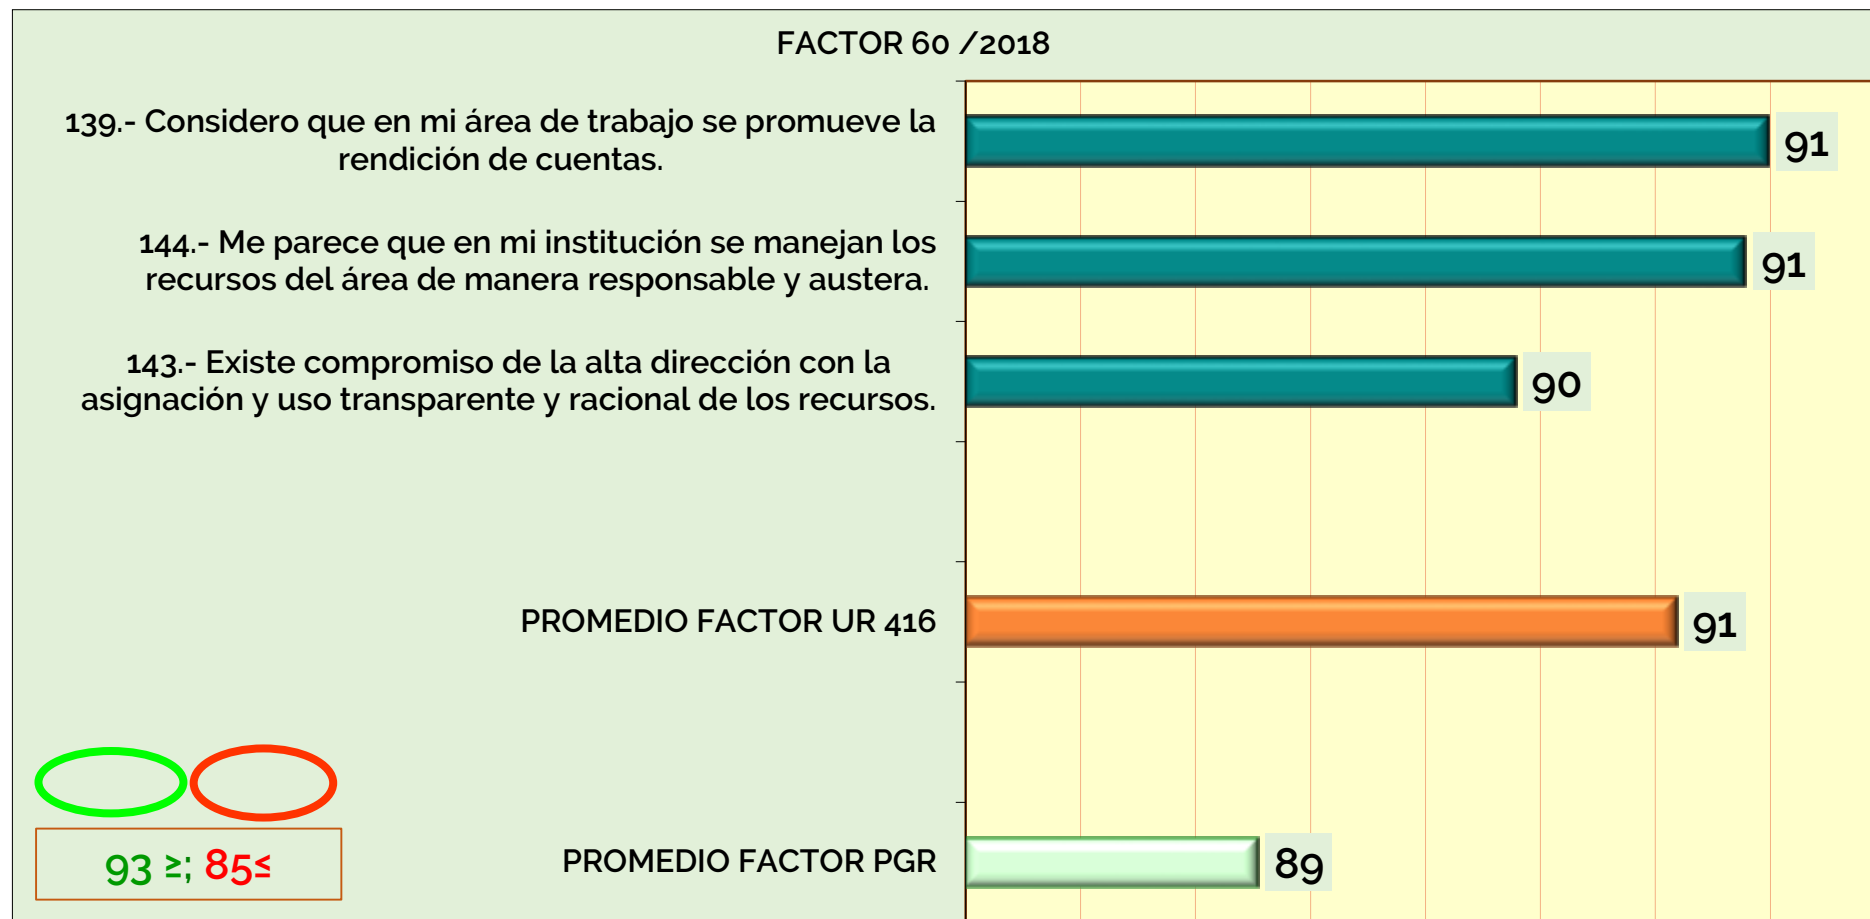 FACTOR 60 /2018
139.- Considero que en mi área de trabajo se promueve la
rendición de cuentas.
91
144.- Me parece que en mi institución se manejan los
recursos del área de manera responsable y austera.
91
143.- Existe compromiso de la alta dirección con la
asignación y uso transparente y racional de los recursos.
90
PROMEDIO FACTOR UR 416
91
PROMEDIO FACTOR PGR
89
93 ≥; 85≤